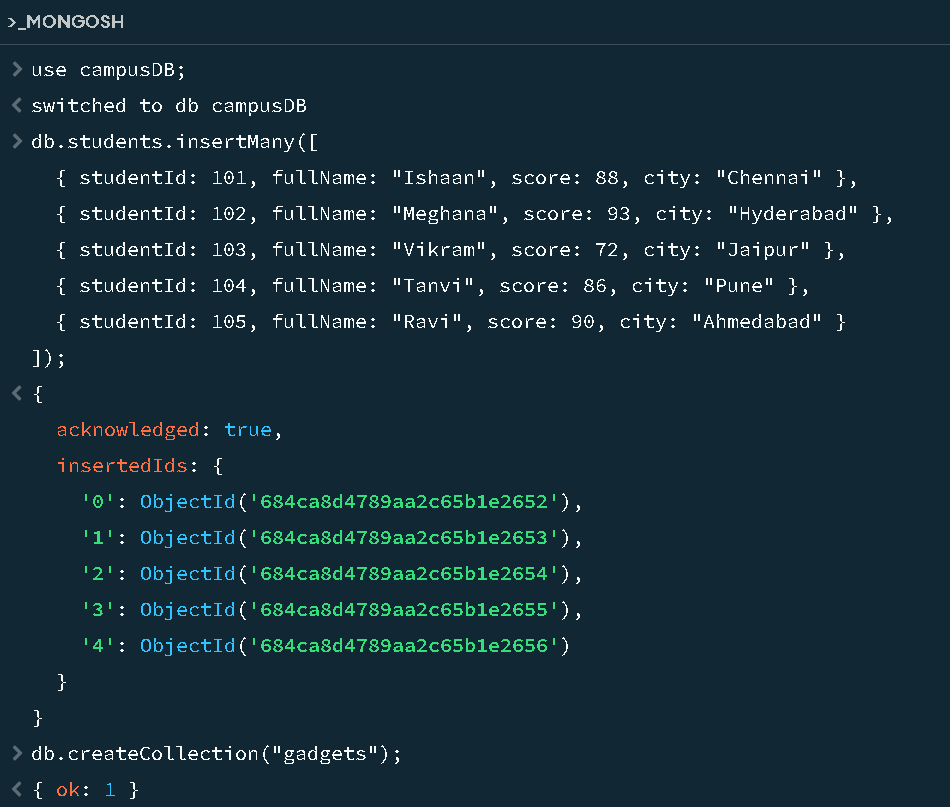 >_MONGOSH
> use campusDB;
< switched to db campusDB
> db.students.insertMany([
    { studentId: 101, fullName: "Ishaan", score: 88, city: "Chennai" },
    { studentId: 102, fullName: "Meghana", score: 93, city: "Hyderabad" },
    { studentId: 103, fullName: "Vikram", score: 72, city: "Jaipur" },
    { studentId: 104, fullName: "Tanvi", score: 86, city: "Pune" },
    { studentId: 105, fullName: "Ravi", score: 90, city: "Ahmedabad" }
  ]);
< {
    acknowledged: true,
    insertedIds: {
      '0': ObjectId('684ca8d4789aa2c65b1e2652'),
      '1': ObjectId('684ca8d4789aa2c65b1e2653'),
      '2': ObjectId('684ca8d4789aa2c65b1e2654'),
      '3': ObjectId('684ca8d4789aa2c65b1e2655'),
      '4': ObjectId('684ca8d4789aa2c65b1e2656')
    }
  }
> db.createCollection("gadgets");
< { ok: 1 }